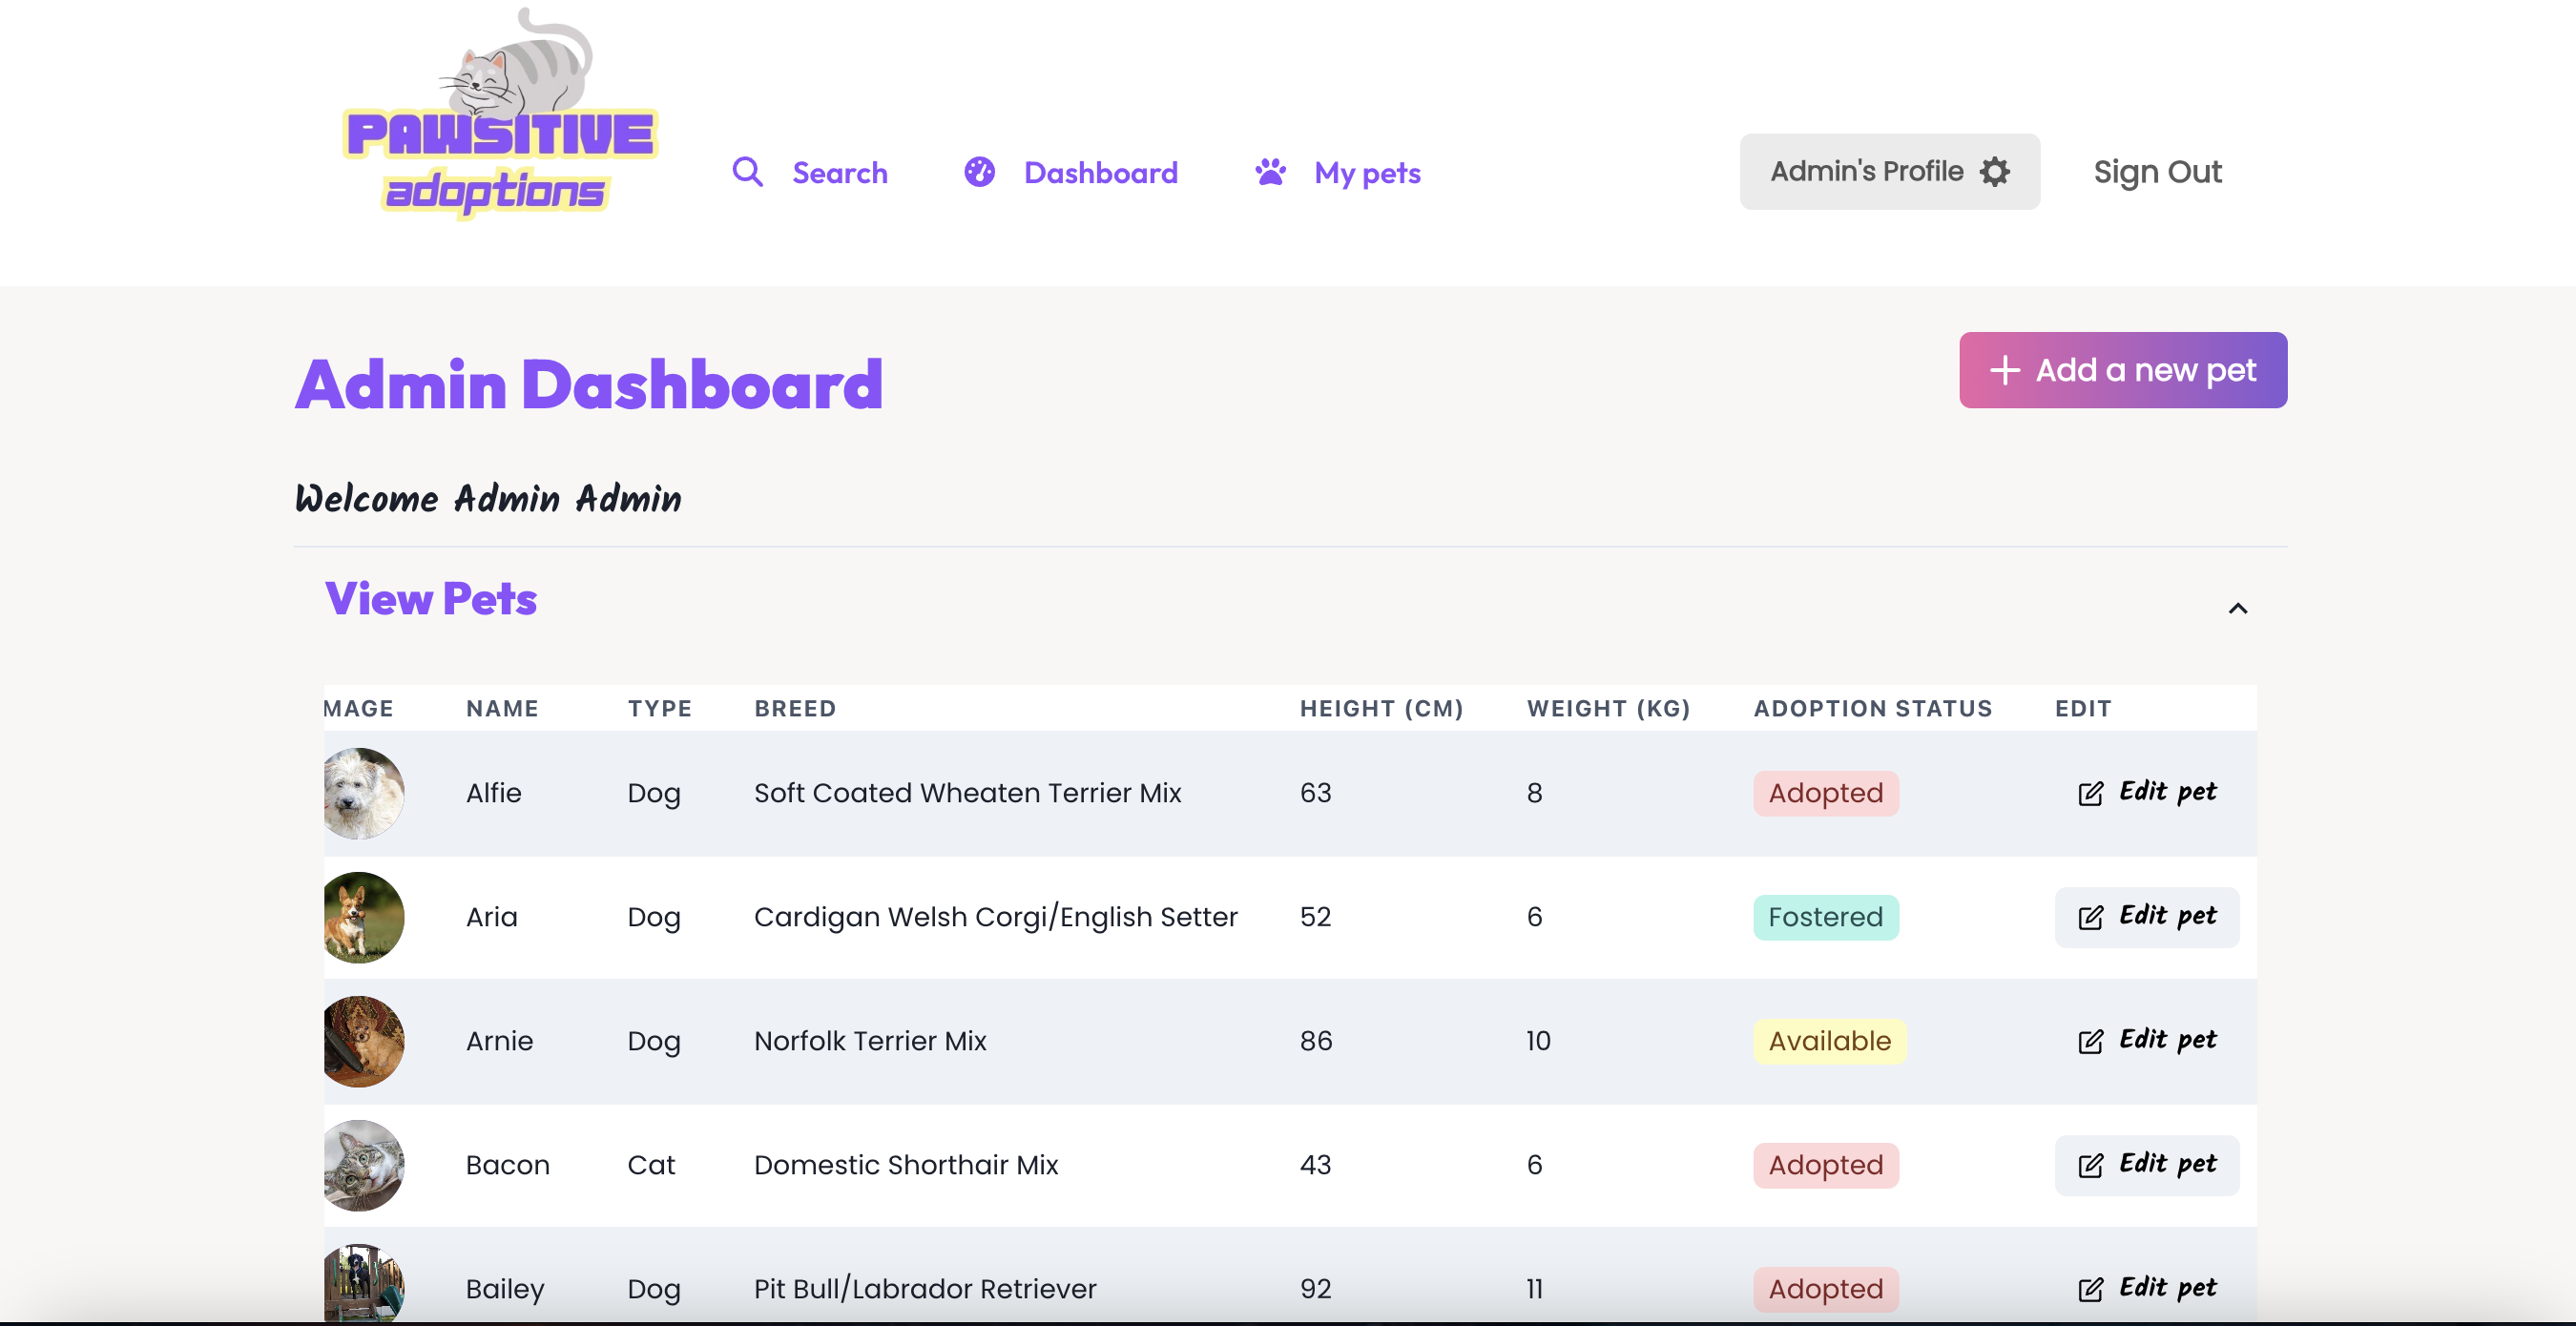 PAWSITIVE
adoptions
Search Dashboard My pets Admin's Profile Sign Out
Admin Dashboard
Add a new pet
Welcome Admin Admin
View Pets
MAGE NAME TYPE BREED HEIGHT (CM) WEIGHT (KG) ADOPTION STATUS EDIT
Alfie Dog Soft Coated Wheaten Terrier Mix 63 8 Adopted Edit pet
Aria Dog Cardigan Welsh Corgi/English Setter 52 6 Fostered Edit pet
Arnie Dog Norfolk Terrier Mix 86 10 Available Edit pet
Bacon Cat Domestic Shorthair Mix 43 6 Adopted Edit pet
Bailey Dog Pit Bull/Labrador Retriever 92 11 Adopted Edit pet